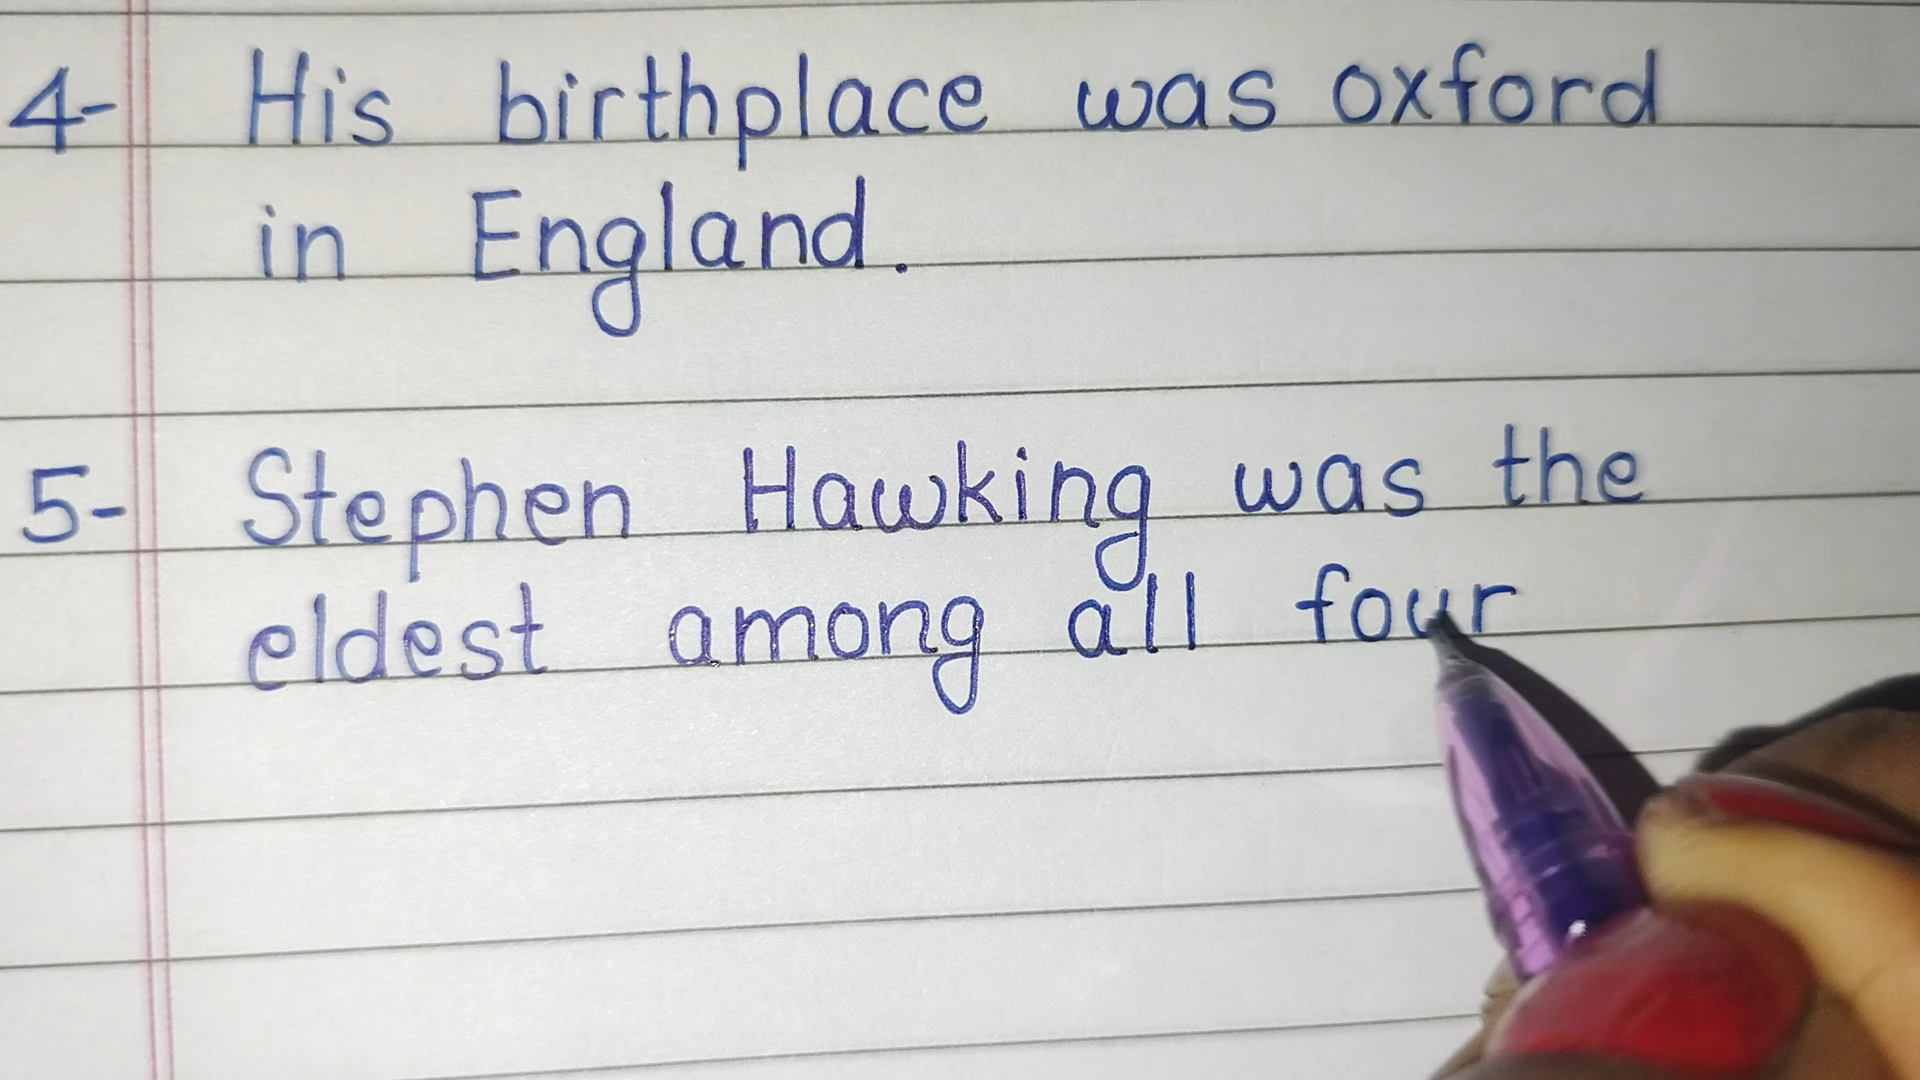 4- His birthplace was oxford
in England.
5- Stephen Hawking was the
eldest among all four